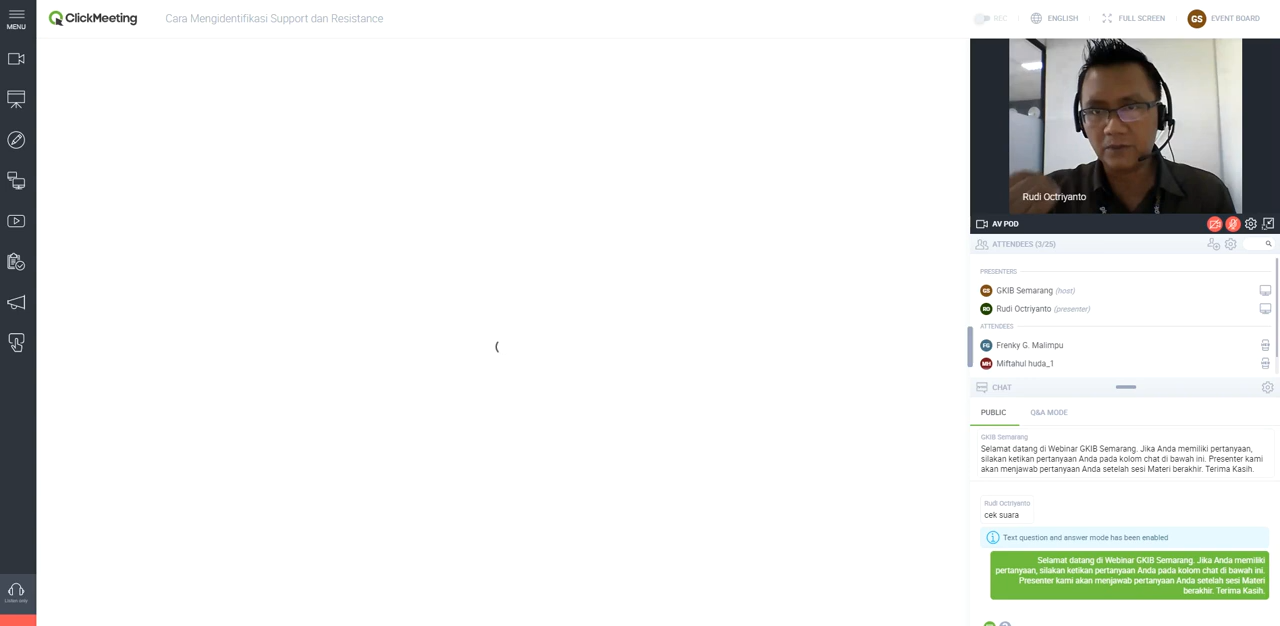 MENU
ClickMeeting
Cara Mengidentifikasi Support dan Resistance
REC
ENGLISH
FULL SCREEN
GS
EVENT BOARD
Rudi Octriyanto
AV POD
ATTENDEES (3/25)
PRESENTERS
GS GKIB Semarang (host)
RO Rudi Octriyanto (presenter)
ATTENDEES
FG Frenky G. Malimpu
MH Miftahul huda_1
CHAT
PUBLIC
Q&A MODE
GKIB Semarang
Selamat datang di Webinar GKIB Semarang. Jika Anda memiliki pertanyaan,
silakan ketikan pertanyaan Anda pada kolom chat di bawah ini. Presenter kami
akan menjawab pertanyaan Anda setelah sesi Materi berakhir. Terima Kasih.
Rudi Octriyanto
cek suara
Text question and answer mode has been enabled
Selamat datang di Webinar GKIB Semarang. Jika Anda memiliki
pertanyaan, silakan ketikan pertanyaan Anda pada kolom chat di bawah ini.
Presenter kami akan menjawab pertanyaan Anda setelah sesi Materi
berakhir. Terima Kasih.
Listen only